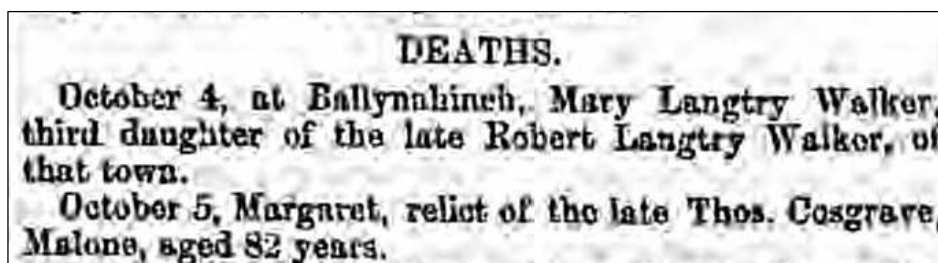 DEATHS.
October 4, at Ballynahinch, Mary Langtry Walker,
third daughter of the late Robert Langtry Walker, of
that town.
October 5, Margaret, relict of the late Thos. Cosgrave,
Malone, aged 82 years.